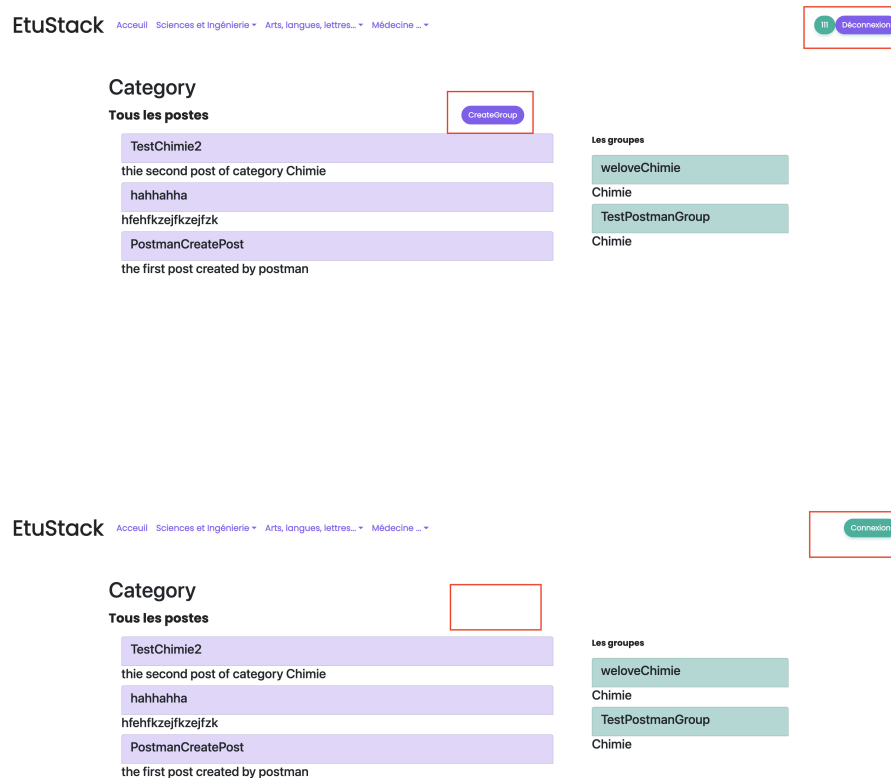 EtuStack Acceuil Sciences et Ingénierie Arts, langues, lettres... Médecine ... 111 Déconnexion
Category
Tous les postes CreateGroup
Les groupes
TestChimie2
thie second post of category Chimie
hahhahha
hfehfkzejfkzejfzk
PostmanCreatePost
the first post created by postman
weloveChimie
Chimie
TestPostmanGroup
Chimie
EtuStack Acceuil Sciences et Ingénierie Arts, langues, lettres... Médecine ... Connexion
Category
Tous les postes
Les groupes
TestChimie2
thie second post of category Chimie
hahhahha
hfehfkzejfkzejfzk
PostmanCreatePost
the first post created by postman
weloveChimie
Chimie
TestPostmanGroup
Chimie